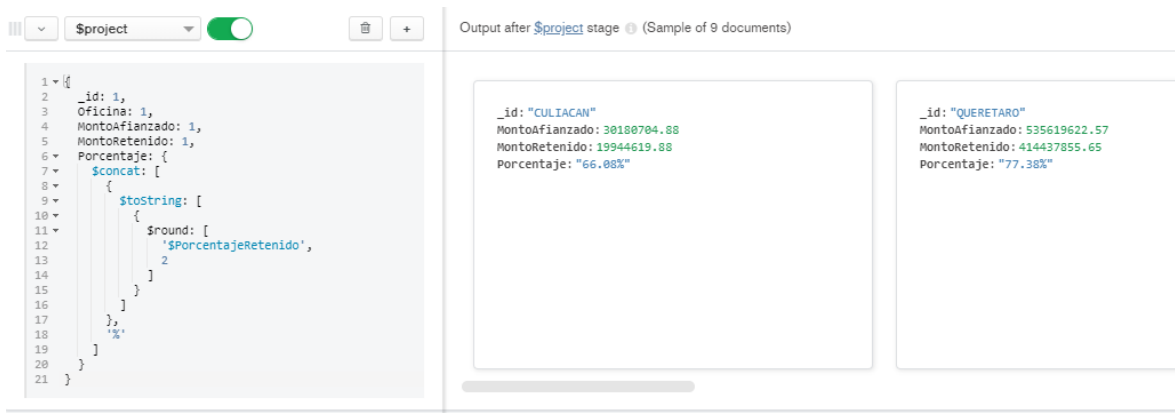 $project
+
Output after $project stage (Sample of 9 documents)
1 {
2 _id: 1,
3 Oficina: 1,
4 MontoAfianzado: 1,
5 MontoRetenido: 1,
6 Porcentaje: {
7 $concat: [
8 {
9 $toString: [
10 {
11 $round: [
12 '$PorcentajeRetenido',
13 2
14 ]
15 }
16 ]
17 },
18 '%'
19 ]
20 }
21 }
_id: "CULIACAN"
MontoAfianzado: 30180704.88
MontoRetenido: 19944619.88
Porcentaje: "66.08%"
_id: "QUERETARO"
MontoAfianzado: 535619622.57
MontoRetenido: 414437855.65
Porcentaje: "77.38%"